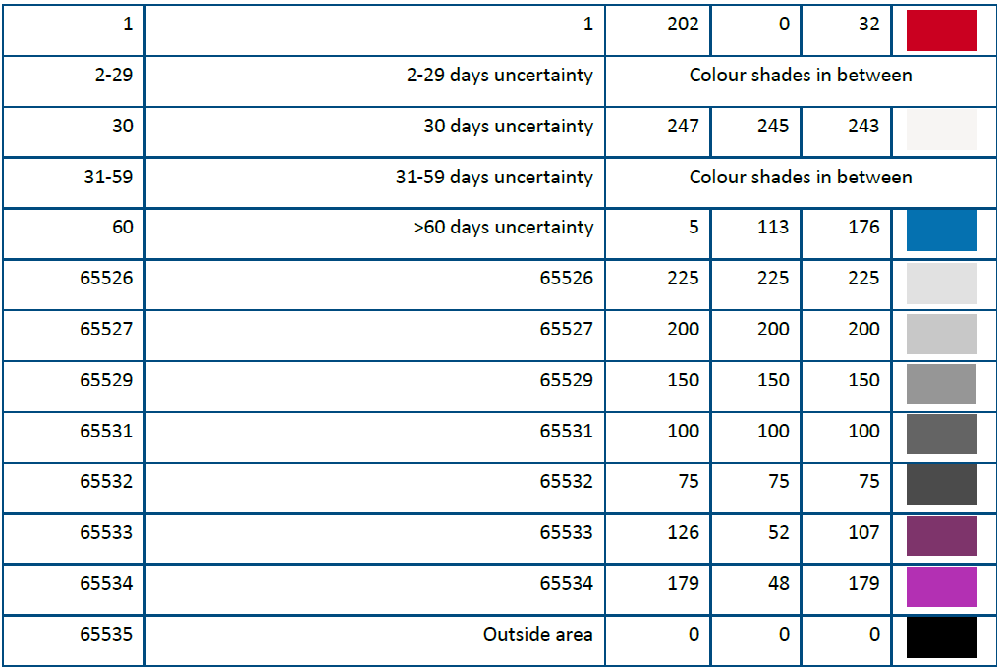 1 1 202 0 32
2-29 2-29 days uncertainty Colour shades in between
30 30 days uncertainty 247 245 243
31-59 31-59 days uncertainty Colour shades in between
60 >60 days uncertainty 5 113 176
65526 65526 225 225 225
65527 65527 200 200 200
65529 65529 150 150 150
65531 65531 100 100 100
65532 65532 75 75 75
65533 65533 126 52 107
65534 65534 179 48 179
65535 Outside area 0 0 0